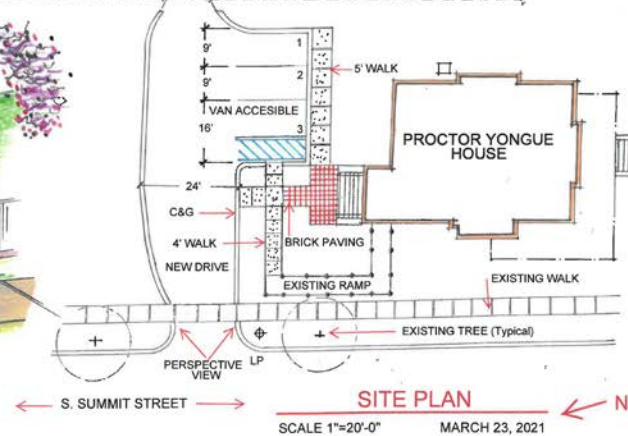 9'
1
5' WALK
9'
2
VAN ACCESIBLE
16'
3
PROCTOR YONGUE
HOUSE
24'
C&G
4' WALK
BRICK PAVING
NEW DRIVE
EXISTING RAMP
EXISTING WALK
EXISTING TREE (Typical)
LP
PERSPECTIVE
VIEW
S. SUMMIT STREET
SITE PLAN
N
SCALE 1"=20'-0"
MARCH 23, 2021